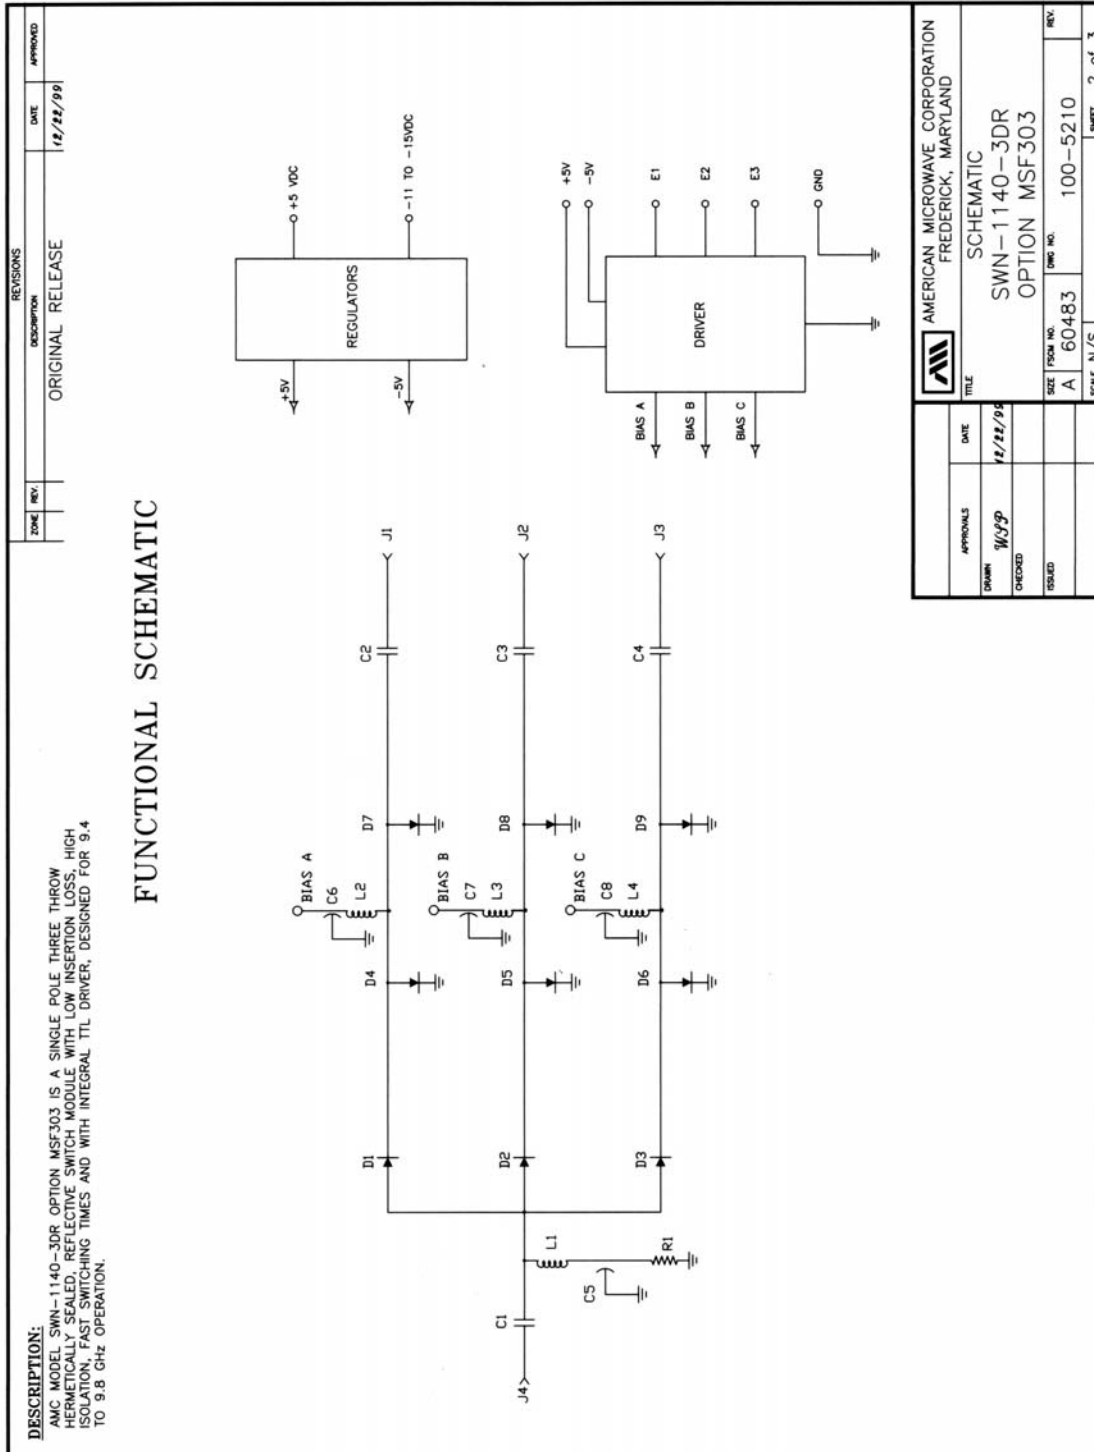 DESCRIPTION:
AMC MODEL SWN-1140-3DR OPTION MSF303 IS A SINGLE POLE THREE THROW
HERMETICALLY SEALED, REFLECTIVE SWITCH MODULE WITH LOW INSERTION LOSS, HIGH
ISOLATION, FAST SWITCHING TIMES AND WITH INTEGRAL TTL DRIVER, DESIGNED FOR 9.4
TO 9.8 GHz OPERATION.
REVISIONS
ZONE REV. DESCRIPTION DATE APPROVED
ORIGINAL RELEASE 12/22/99
FUNCTIONAL SCHEMATIC
J4
C1
L1
C5
R1
D1
D4
BIAS A
C6
L2
D7
C2
J1
D2
D5
BIAS B
C7
L3
D8
C3
J2
D3
D6
BIAS C
C8
L4
D9
C4
J3
+5V
-5V
REGULATORS
+5 VDC
-11 TO -15VDC
BIAS A
BIAS B
BIAS C
DRIVER
+5V
-5V
E1
E2
E3
GND
APPROVALS DATE
DRAWN WSP 12/22/99
CHECKED
ISSUED
AMERICAN MICROWAVE CORPORATION
FREDERICK, MARYLAND
TITLE
SCHEMATIC
SWN-1140-3DR
OPTION MSF303
SIZE FSCM NO. DWG NO. REV.
A 60483 100-5210
SCALE N/S SHEET 2 of 3